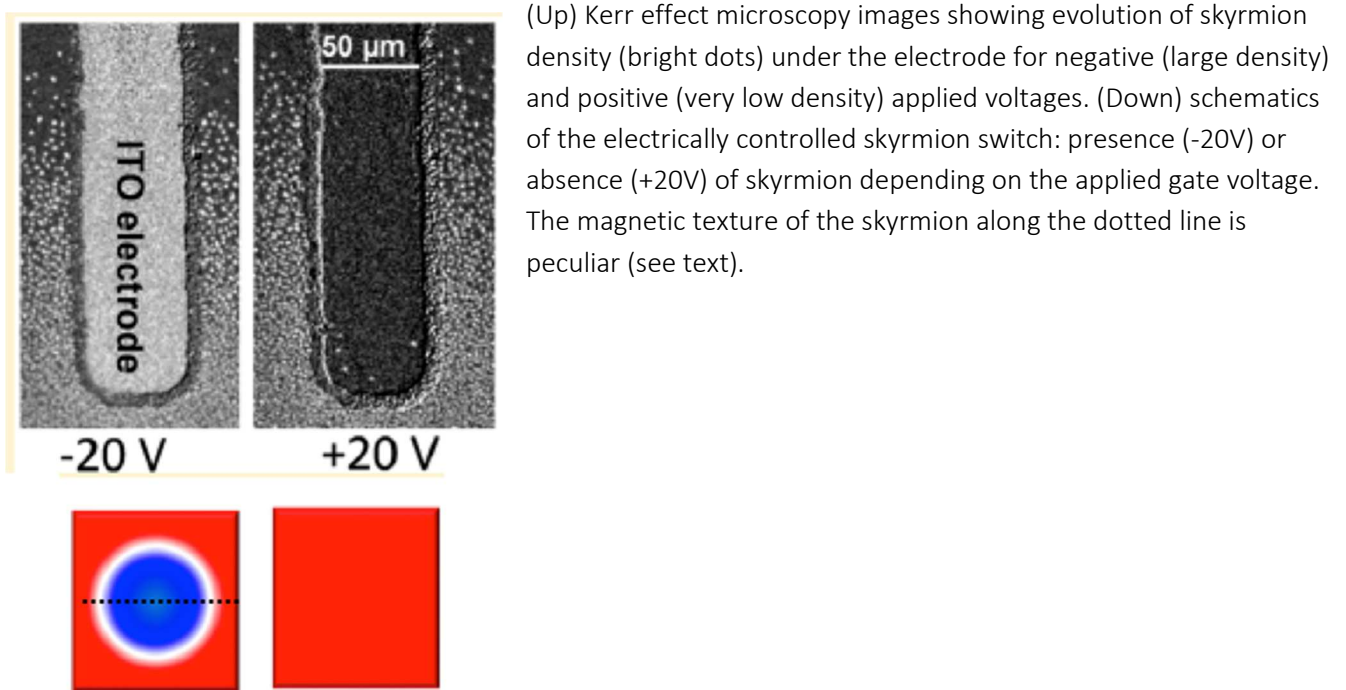 50 µm
ITO electrode
-20 V
+20 V
(Up) Kerr effect microscopy images showing evolution of skyrmion
density (bright dots) under the electrode for negative (large density)
and positive (very low density) applied voltages. (Down) schematics
of the electrically controlled skyrmion switch: presence (-20V) or
absence (+20V) of skyrmion depending on the applied gate voltage.
The magnetic texture of the skyrmion along the dotted line is
peculiar (see text).